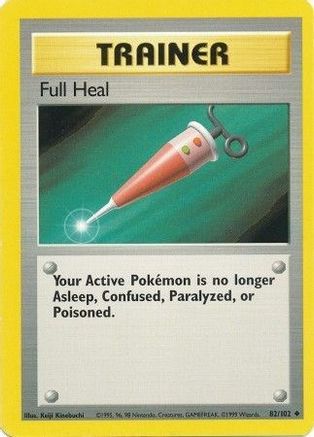 TRAINER
Full Heal
Your Active Pokémon is no longer
Asleep, Confused, Paralyzed, or
Poisoned.
Illus. Keiji Kinebuchi ©1995, 96, 98 Nintendo, Creatures, GAMEFREAK. ©1999 Wizards. 82/102 ◆